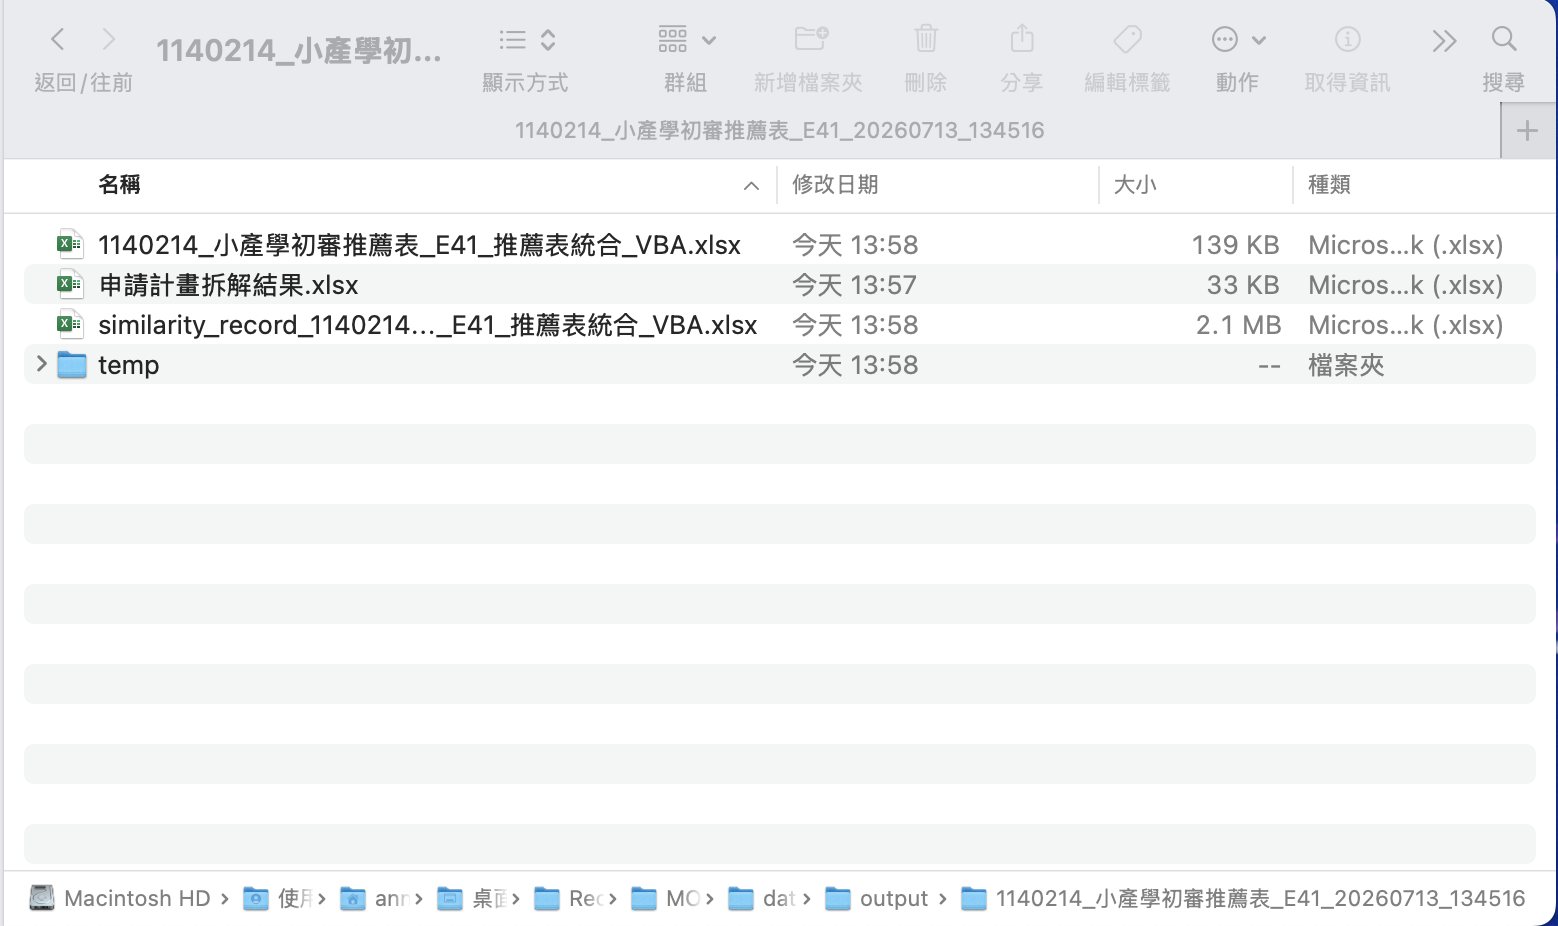 1140214_小產學初...
返回/往前
顯示方式
群組
新增檔案夾
刪除
分享
編輯標籤
動作
取得資訊
搜尋
1140214_小產學初審推薦表_E41_20260713_134516
名稱 修改日期 大小 種類
1140214_小產學初審推薦表_E41_推薦表統合_VBA.xlsx 今天 13:58 139 KB Micros...k (.xlsx)
申請計畫拆解結果.xlsx 今天 13:57 33 KB Micros...k (.xlsx)
similarity_record_1140214..._E41_推薦表統合_VBA.xlsx 今天 13:58 2.1 MB Micros...k (.xlsx)
temp 今天 13:58 -- 檔案夾
Macintosh HD › 使用 › ann › 桌面 › Rec › MO › dat › output › 1140214_小產學初審推薦表_E41_20260713_134516